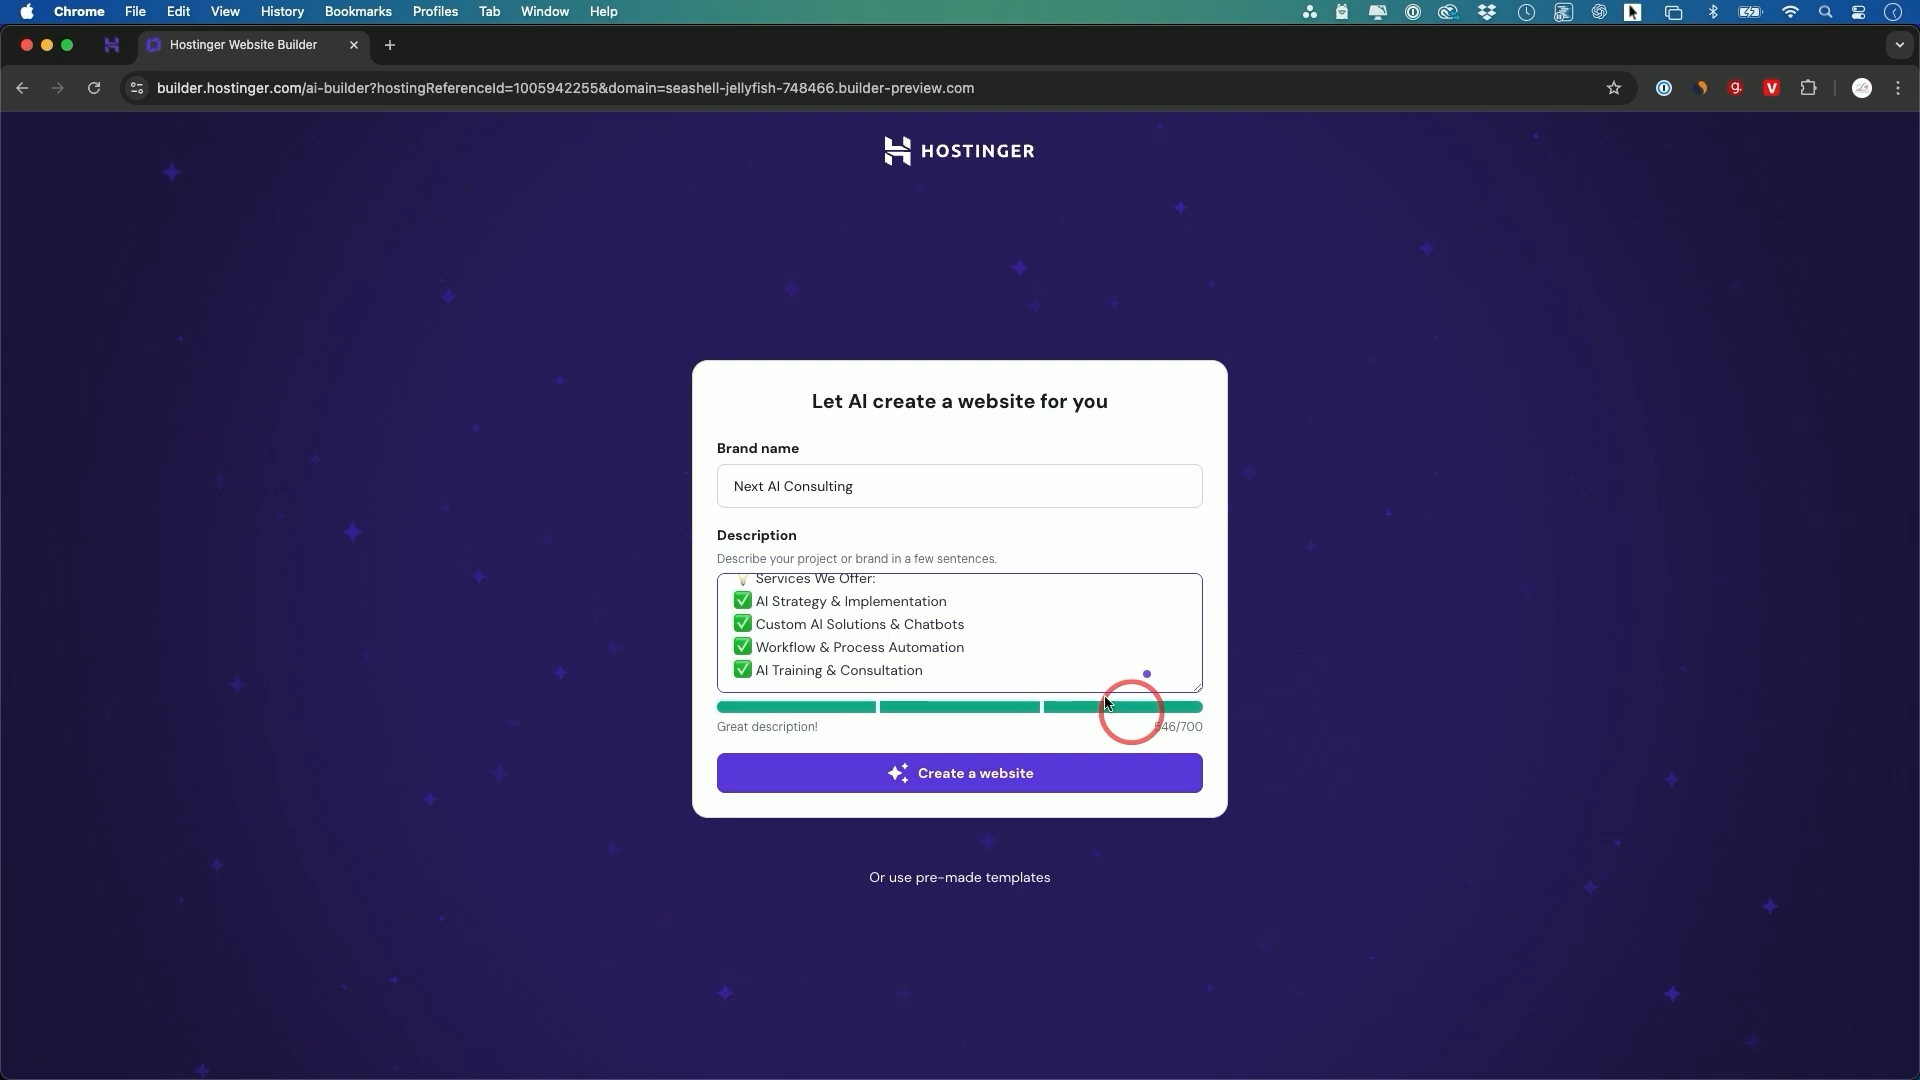 Chrome File Edit View History Bookmarks Profiles Tab Window Help
Hostinger Website Builder
builder.hostinger.com/ai-builder?hostingReferenceId=1005942255&domain=seashell-jellyfish-748466.builder-preview.com
HOSTINGER
Let AI create a website for you
Brand name
Next AI Consulting
Description
Describe your project or brand in a few sentences.
Services We Offer:
✅ AI Strategy & Implementation
✅ Custom AI Solutions & Chatbots
✅ Workflow & Process Automation
✅ AI Training & Consultation
Great description! 646/700
Create a website
Or use pre-made templates